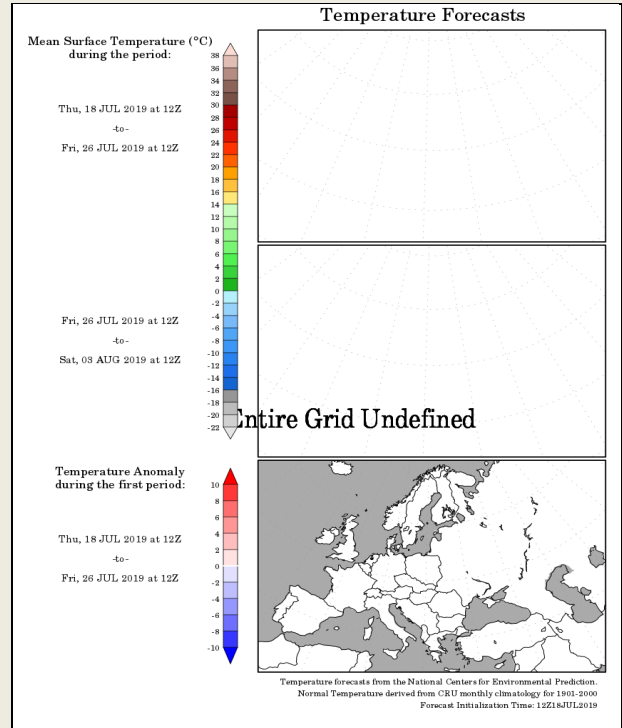 Temperature Forecasts
Mean Surface Temperature (°C)
during the period:
38
36
34
32
30
28
26
24
22
20
18
16
14
12
10
8
6
4
2
0
-2
-4
-6
-8
-10
-12
-14
-16
-18
-20
-22
Thu, 18 JUL 2019 at 12Z
-to-
Fri, 26 JUL 2019 at 12Z
Fri, 26 JUL 2019 at 12Z
-to-
Sat, 03 AUG 2019 at 12Z
Entire Grid Undefined
Temperature Anomaly
during the first period:
10
8
6
4
2
0
-2
-4
-6
-8
-10
Thu, 18 JUL 2019 at 12Z
-to-
Fri, 26 JUL 2019 at 12Z
Temperature forecasts from the National Centers for Environmental Prediction.
Normal Temperature derived from CRU monthly climatology for 1901-2000
Forecast Initialization Time: 12Z18JUL2019